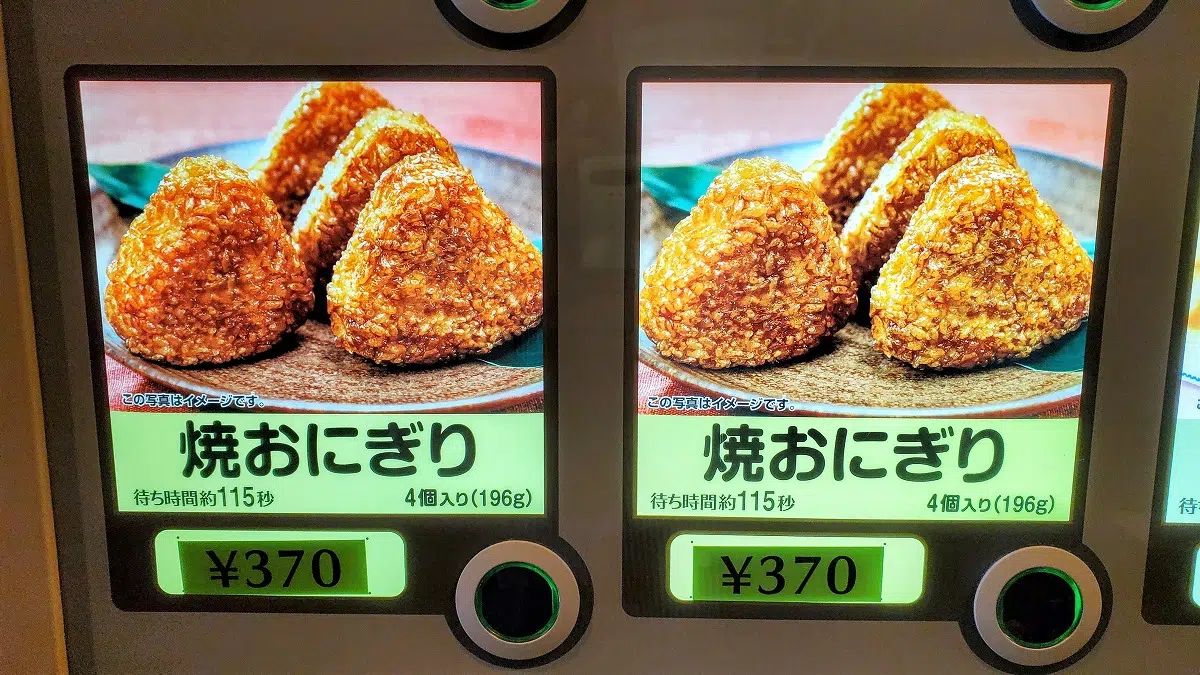 この写真はイメージです。
焼おにぎり
待ち時間約115秒 4個入り(196g)
¥370
この写真はイメージです。
焼おにぎり
待ち時間約115秒 4個入り(196g)
¥370
待